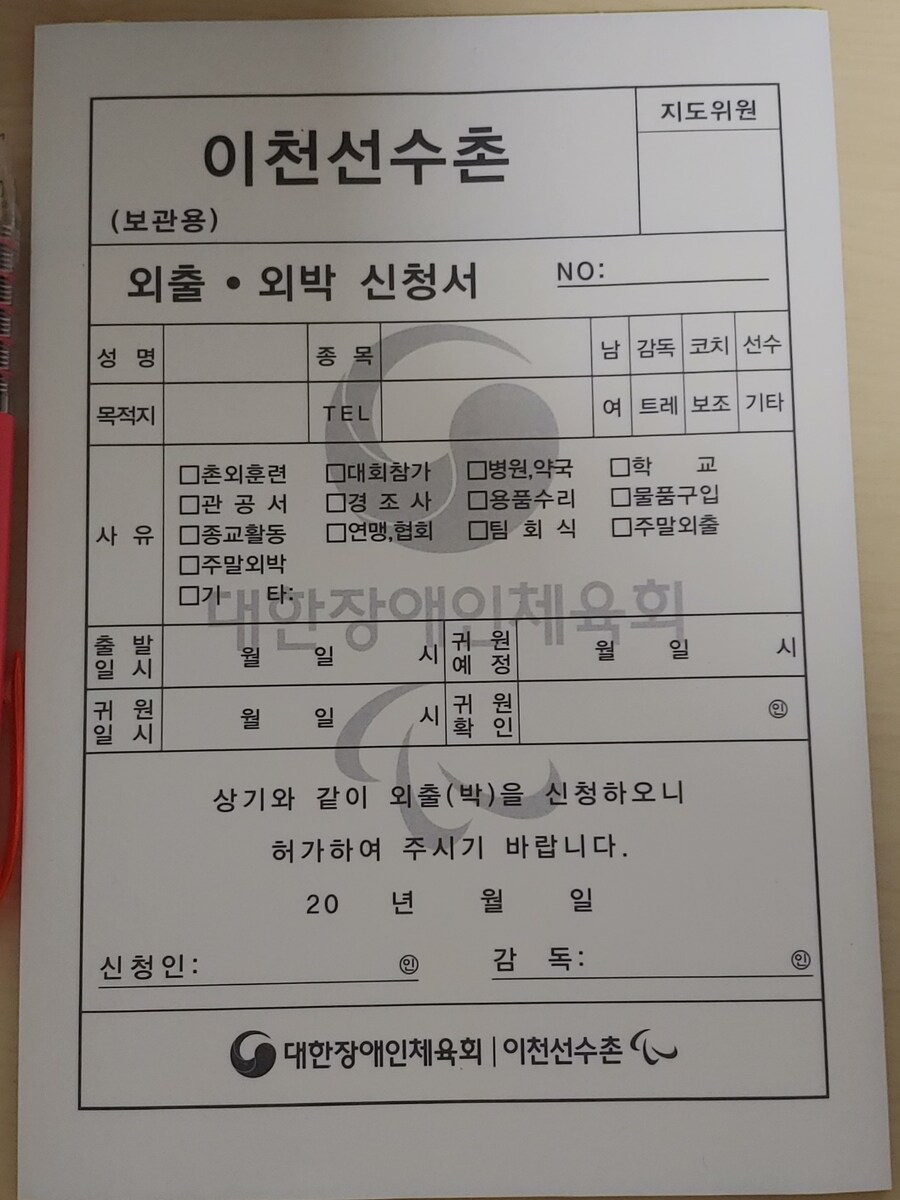 지도위원
이천선수촌
(보관용)
외출 • 외박 신청서 NO:
성 명 종 목 남 감독 코치 선수
목적지 TEL 여 트레 보조 기타
사 유
□촌외훈련 □대회참가 □병원,약국 □학 교
□관 공 서 □경 조 사 □용품수리 □물품구입
□종교활동 □연맹,협회 □팀 회 식 □주말외출
□주말외박
□기 타:
대한장애인체육회
출 발 일 시 월 일 시 귀 원 예 정 월 일 시
귀 원 일 시 월 일 시 귀 원 확 인 ㊞
상기와 같이 외출(박)을 신청하오니
허가하여 주시기 바랍니다.
20 년 월 일
신청인: ㊞ 감 독: ㊞
대한장애인체육회 | 이천선수촌